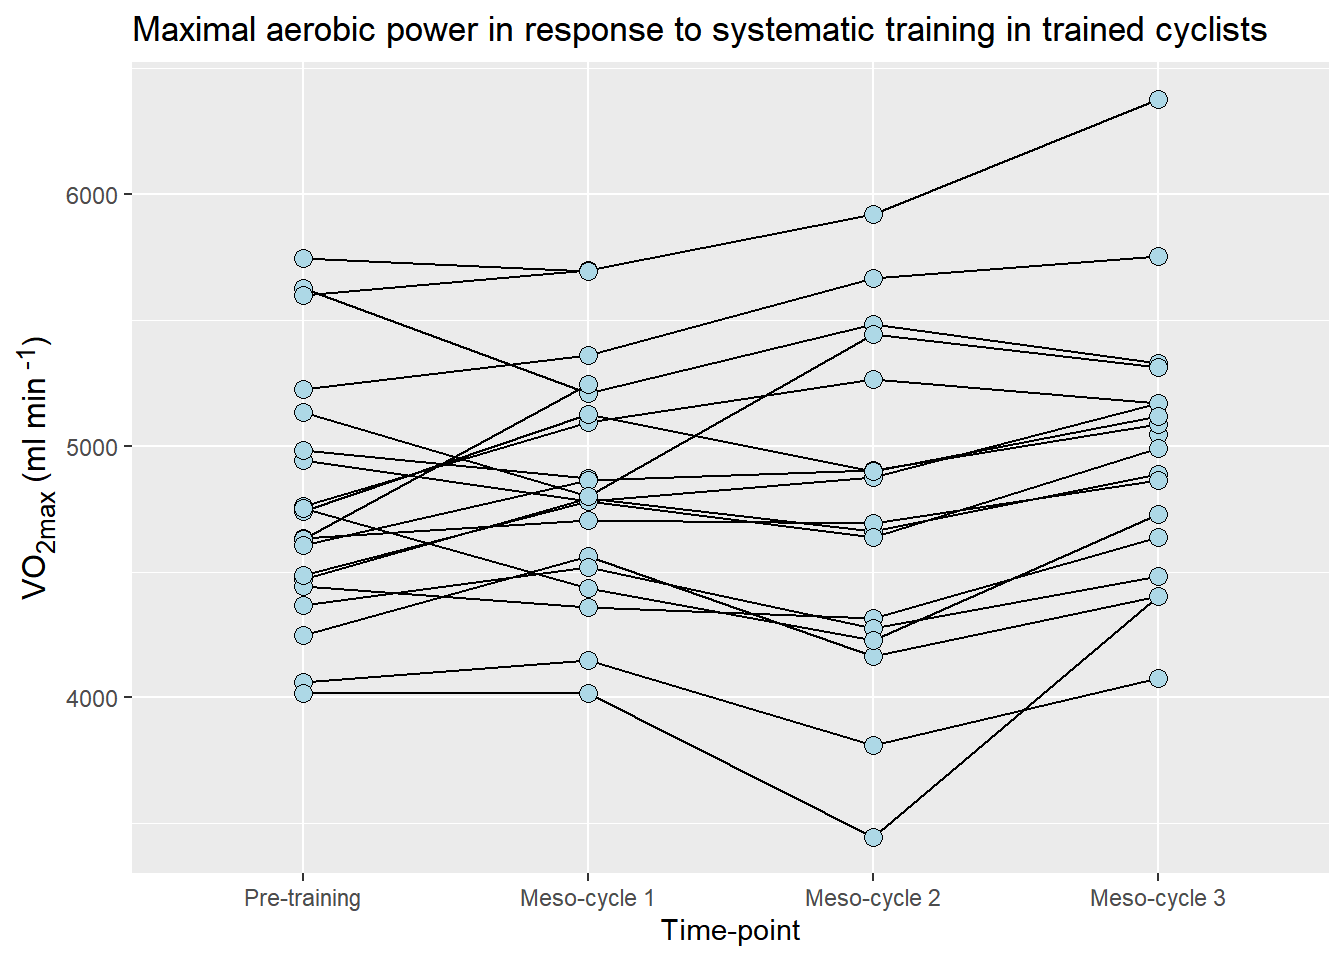 Maximal aerobic power in response to systematic training in trained cyclists
VO2max (ml min -1)
6000
5000
4000
Pre-training Meso-cycle 1 Meso-cycle 2 Meso-cycle 3
Time-point